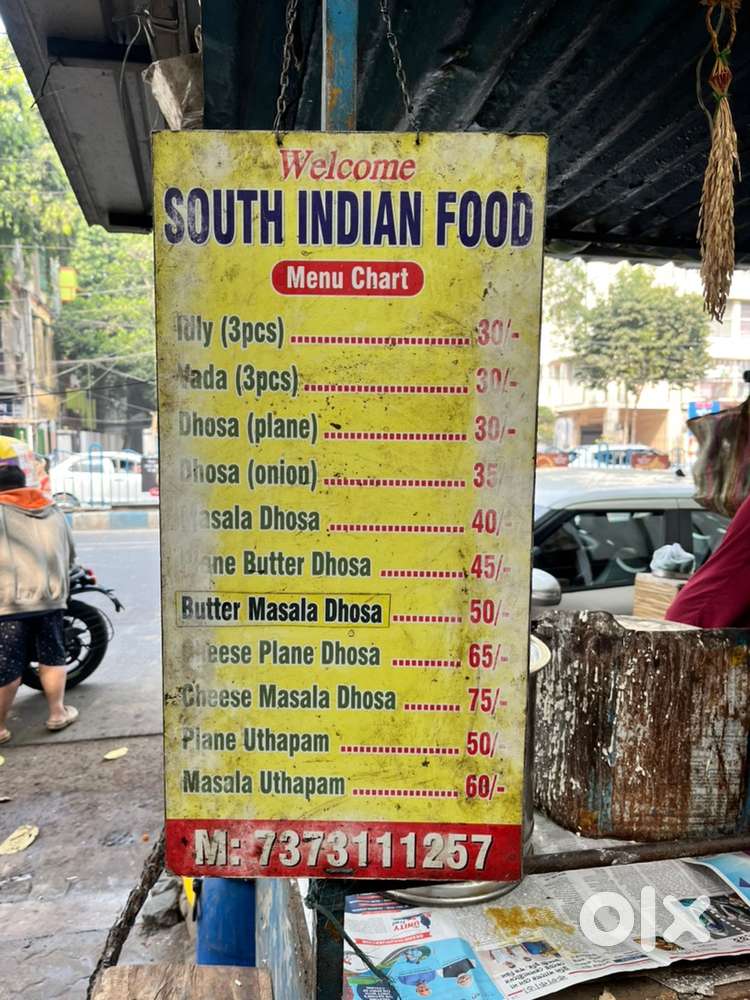 Welcome
SOUTH INDIAN FOOD
Menu Chart
Idly (3pcs) ........................ 30/-
Vada (3pcs) ........................ 30/-
Dhosa (plane) ........................ 30/-
Dhosa (onion) ........................ 35/-
Masala Dhosa ........................ 40/-
Plane Butter Dhosa ............... 45/-
Butter Masala Dhosa ............ 50/-
Cheese Plane Dhosa ............ 65/-
Cheese Masala Dhosa ......... 75/-
Plane Uthapam ..................... 50/-
Masala Uthapam .................. 60/-
M: 7373111257
UNITY
olx